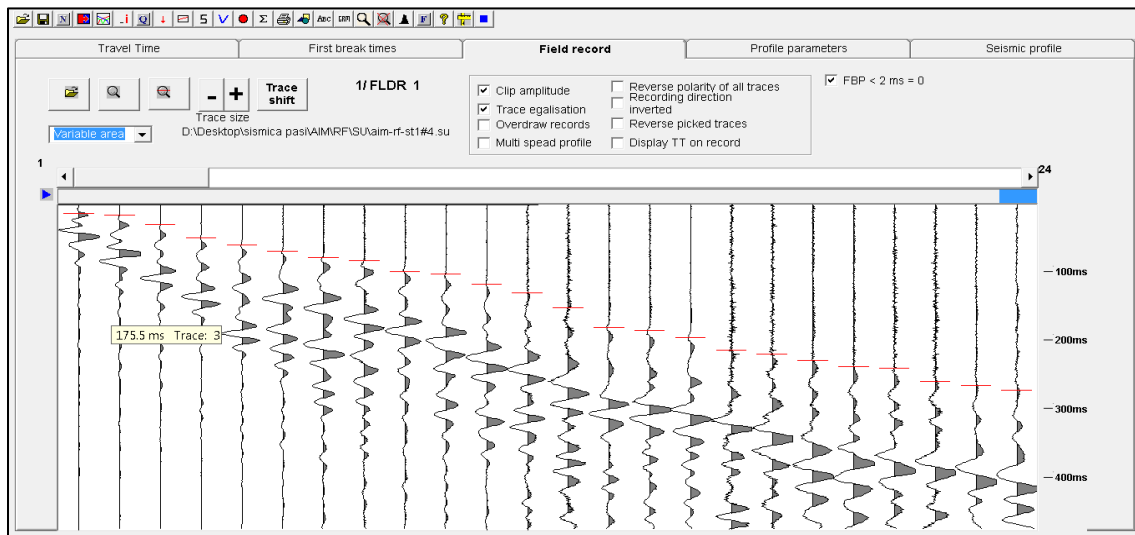 Travel Time First break times Field record Profile parameters Seismic profile
- + Trace shift
Trace size
1/ FLDR 1
Variable area
D:\Desktop\sismica pasi\AIM\RF\SU\aim-rf-st1#4.su
Clip amplitude
Trace egalisation
Overdraw records
Multi spead profile
Reverse polarity of all traces
Recording direction inverted
Reverse picked traces
Display TT on record
FBP < 2 ms = 0
1
24
100ms
175.5 ms Trace: 3
200ms
300ms
400ms